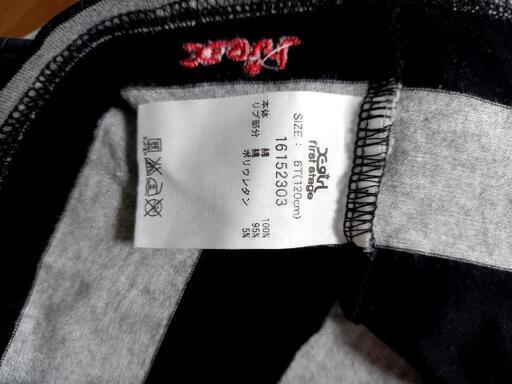 X-girl
first stage
SIZE： 6T(120cm)
16152303
本体 綿 100%
リブ部分 綿 95%
ポリウレタン 5%